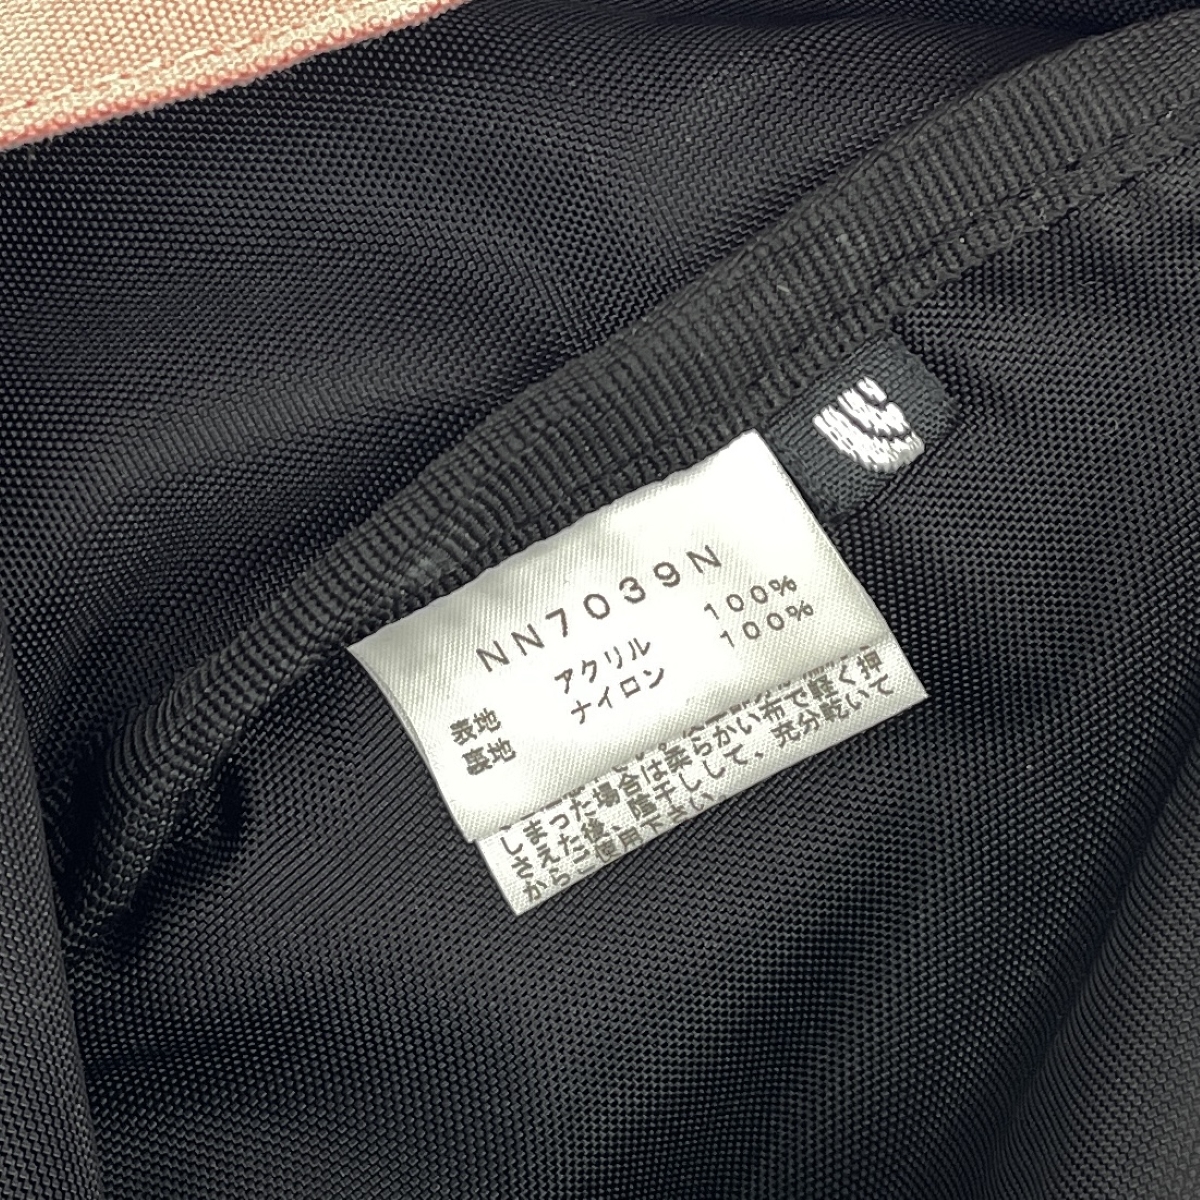 NN7039N
表地 アクリル 100%
裏地 ナイロン 100%
しまった場合は柔らかい布で軽く押
さえた後、陰干しして、充分乾いて
からご使用下さい